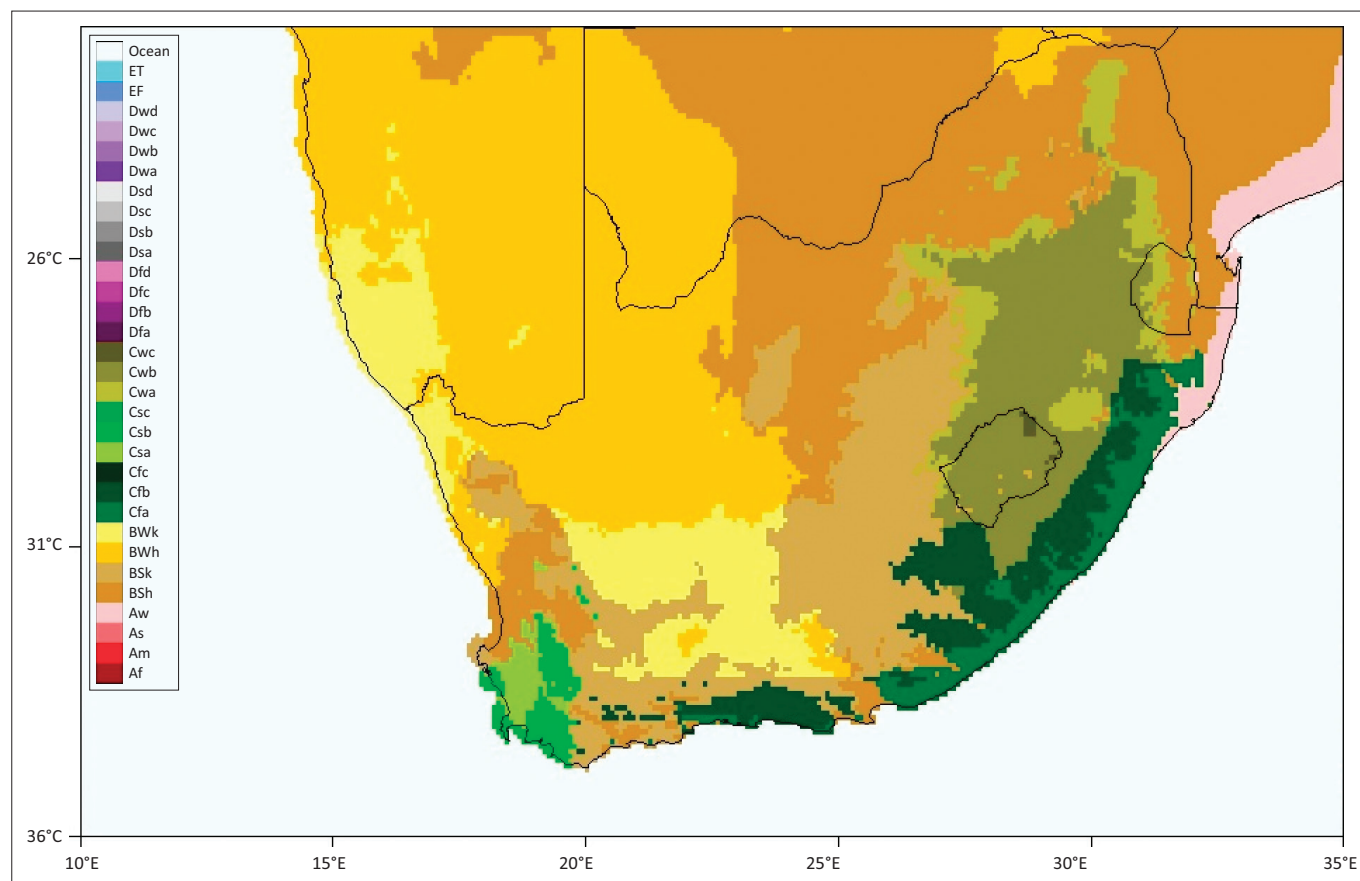 Ocean
ET
EF
Dwd
Dwc
Dwb
Dwa
Dsd
Dsc
Dsb
Dsa
Dfd
Dfc
Dfb
Dfa
Cwc
Cwb
Cwa
Csc
Csb
Csa
Cfc
Cfb
Cfa
BWk
BWh
BSk
BSh
Aw
As
Am
Af
26°C
31°C
36°C
10°E 15°E 20°E 25°E 30°E 35°E